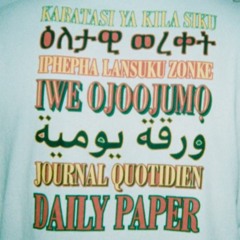 KARATASI YA KILA SIKU
ዕለታዊ ወረቀት
IPHEPHA LANSUKU ZONKE
IWE OJOOJUMỌ
ورقة يومية
JOURNAL QUOTIDIEN
DAILY PAPER